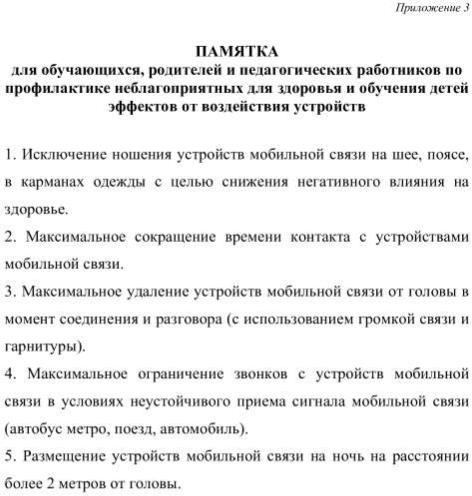 Приложение 3
ПАМЯТКА
для обучающихся, родителей и педагогических работников по
профилактике неблагоприятных для здоровья и обучения детей
эффектов от воздействия устройств
1. Исключение ношения устройств мобильной связи на шее, поясе,
в карманах одежды с целью снижения негативного влияния на
здоровье.
2. Максимальное сокращение времени контакта с устройствами
мобильной связи.
3. Максимальное удаление устройств мобильной связи от головы в
момент соединения и разговора (с использованием громкой связи и
гарнитуры).
4. Максимальное ограничение звонков с устройств мобильной
связи в условиях неустойчивого приема сигнала мобильной связи
(автобус метро, поезд, автомобиль).
5. Размещение устройств мобильной связи на ночь на расстоянии
более 2 метров от головы.